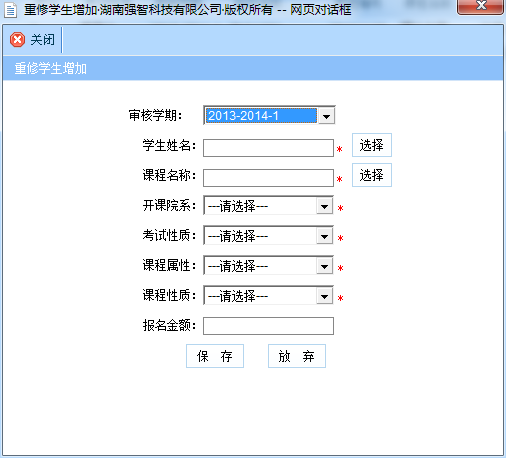 重修学生增加·湖南强智科技有限公司·版权所有 -- 网页对话框
关闭
重修学生增加
审核学期： 2013-2014-1
学生姓名： * 选择
课程名称： * 选择
开课院系： ---请选择--- *
考试性质： ---请选择--- *
课程属性： ---请选择--- *
课程性质： ---请选择--- *
报名金额：
保 存 放 弃